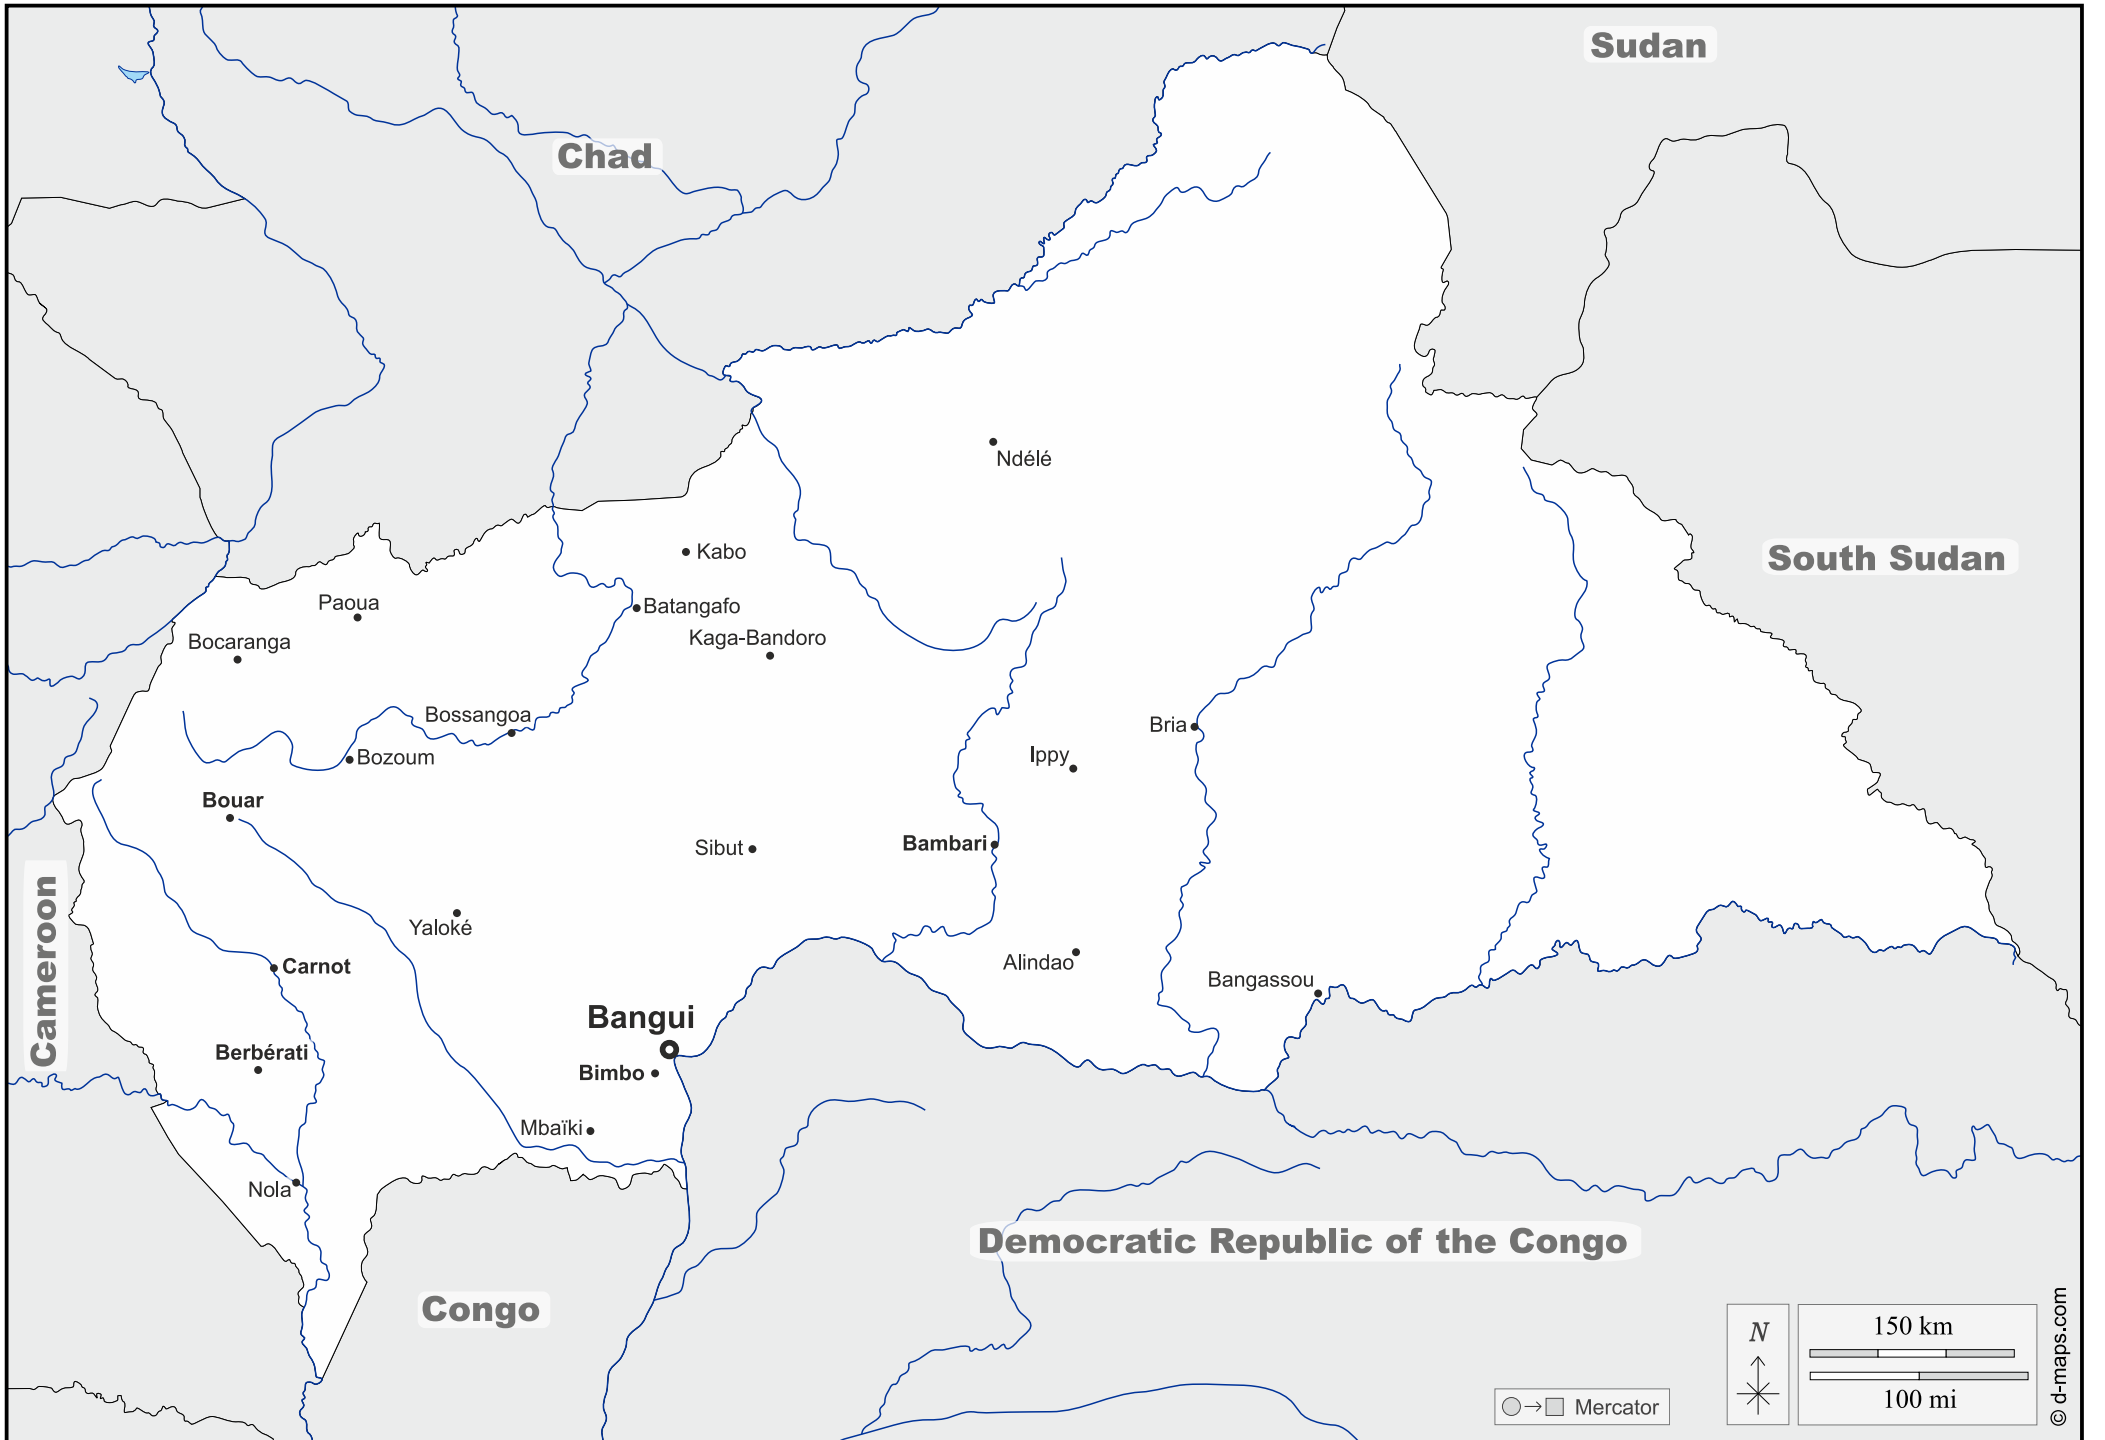 Sudan
Chad
Ndélé
Kabo
South Sudan
Paoua
Batangafo
Bocaranga
Kaga-Bandoro
Bossangoa
Bria
Bozoum
Ippy
Bouar
Sibut
Bambari
Yaloké
Cameroon
Carnot
Alindao
Bangassou
Bangui
Berbérati
Bimbo
Mbaïki
Nola
Democratic Republic of the Congo
Congo
N
150 km
100 mi
Mercator
© d-maps.com